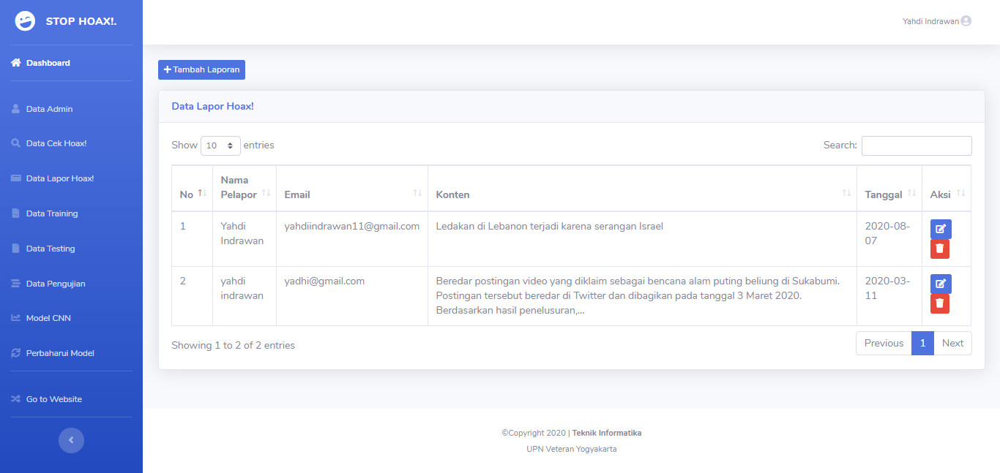 STOP HOAX!.
Yahdi Indrawan
Dashboard
Data Admin
Data Cek Hoax!
Data Lapor Hoax!
Data Training
Data Testing
Data Pengujian
Model CNN
Perbaharui Model
Go to Website
Tambah Laporan
Data Lapor Hoax!
Show 10 entries
Search:
No
Nama
Pelapor
Email
Konten
Tanggal
Aksi
1
Yahdi
Indrawan
yahdiindrawan11@gmail.com
Ledakan di Lebanon terjadi karena serangan Israel
2020-08-
07
2
yahdi
indrawan
yadhi@gmail.com
Beredar postingan video yang diklaim sebagai bencana alam puting beliung di Sukabumi.
Postingan tersebut beredar di Twitter dan dibagikan pada tanggal 3 Maret 2020.
Berdasarkan hasil penelusuran,...
2020-03-
11
Showing 1 to 2 of 2 entries
Previous 1 Next
©Copyright 2020 | Teknik Informatika
UPN Veteran Yogyakarta